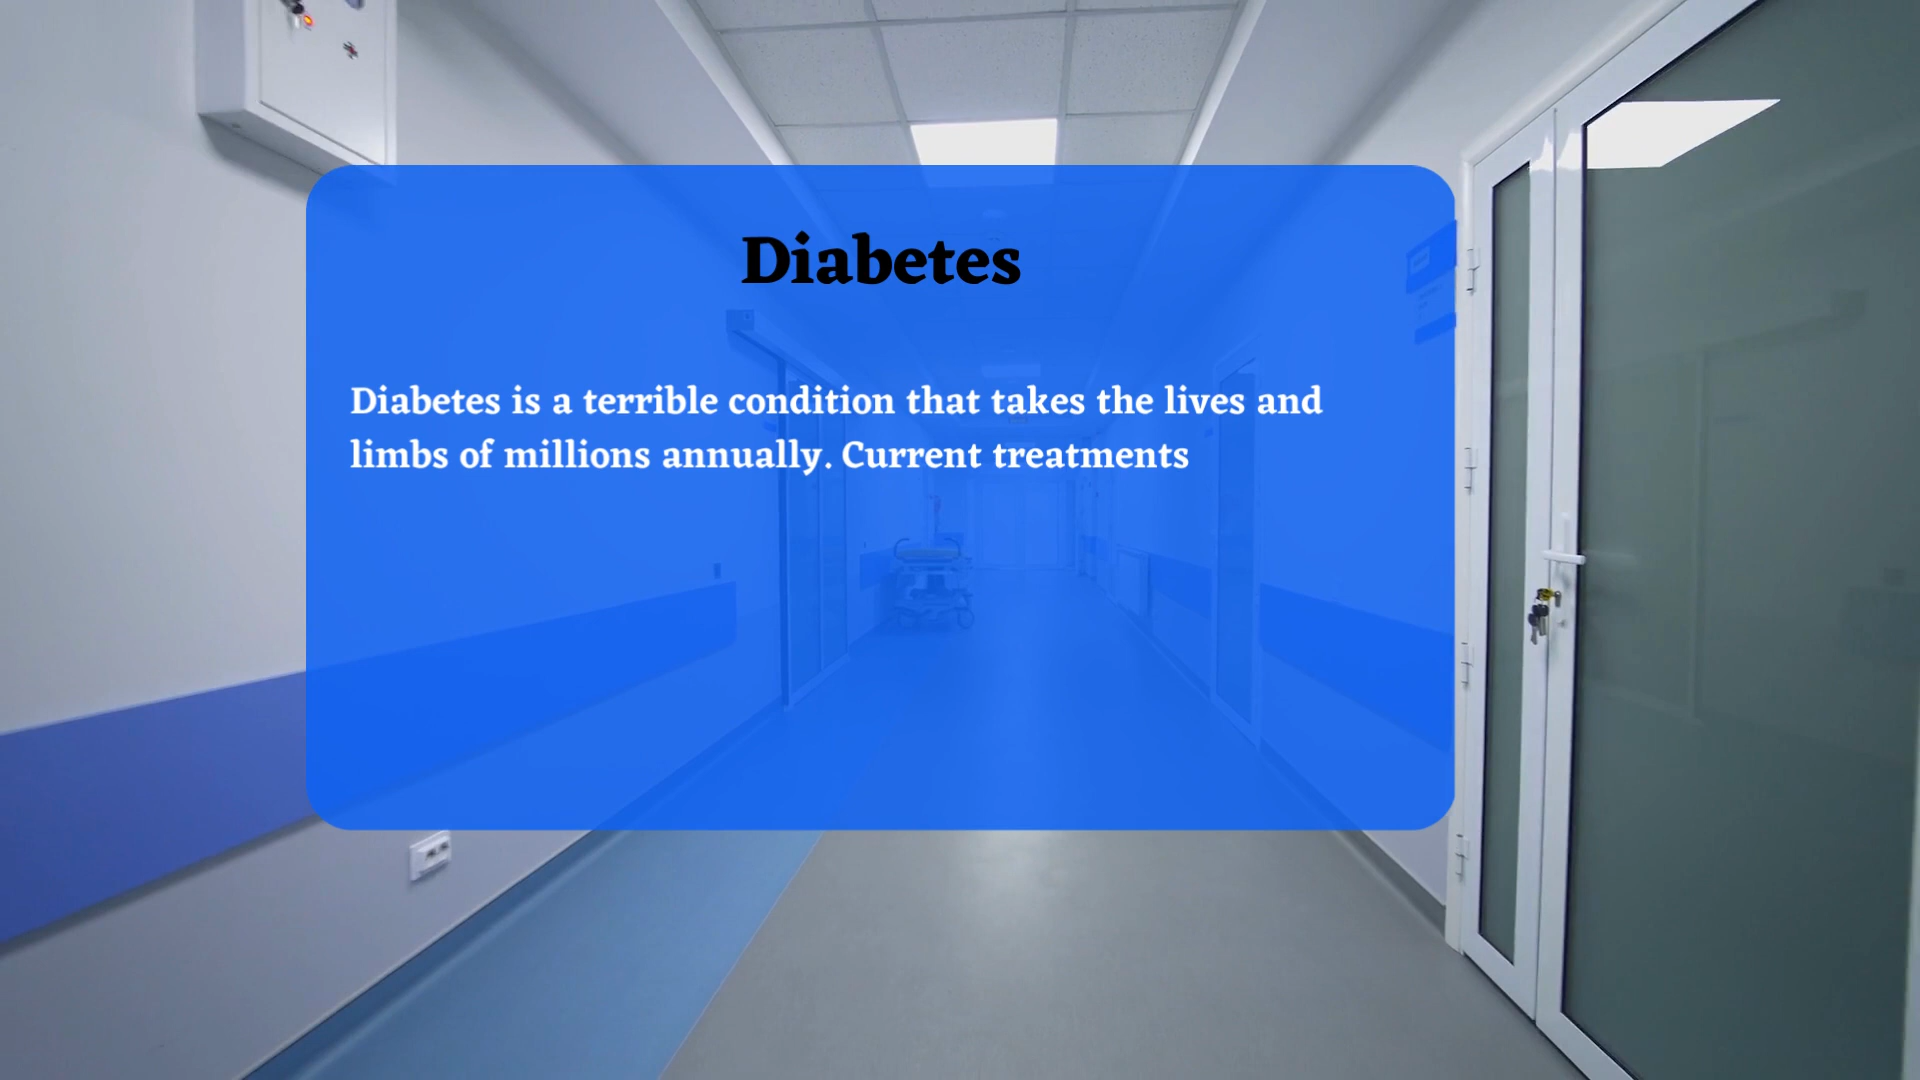 Diabetes
Diabetes is a terrible condition that takes the lives and
limbs of millions annually. Current treatments